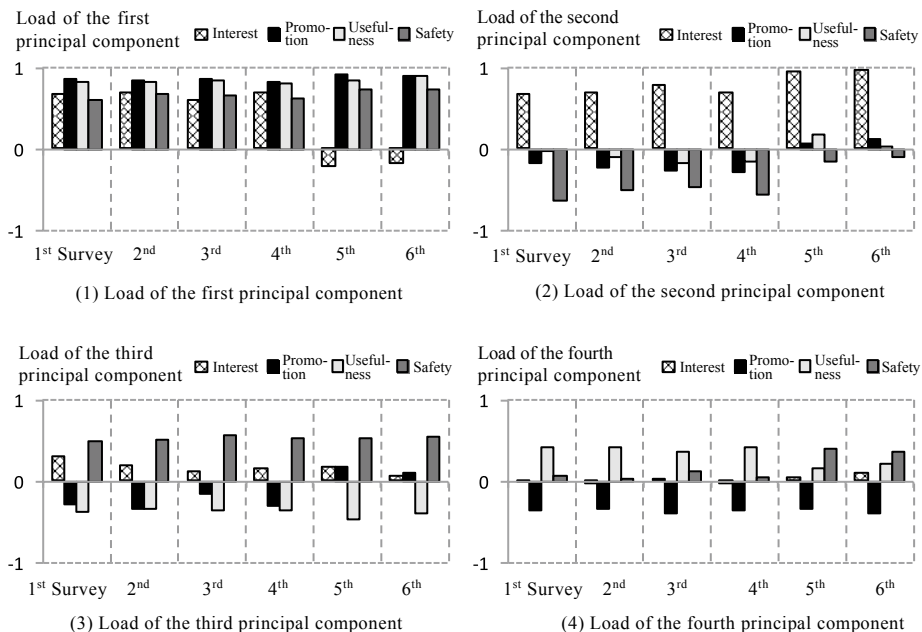 Load of the first
principal component
Interest Promo-
tion Useful-
ness Safety
1
0
-1
1st Survey 2nd 3rd 4th 5th 6th
(1) Load of the first principal component
Load of the second
principal component
Interest Promo-
tion Useful-
ness Safety
1
0
-1
1st Survey 2nd 3rd 4th 5th 6th
(2) Load of the second principal component
Load of the third
principal component
Interest Promo-
tion Useful-
ness Safety
1
0
-1
1st Survey 2nd 3rd 4th 5th 6th
(3) Load of the third principal component
Load of the fourth
principal component
Interest Promo-
tion Useful-
ness Safety
1
0
-1
1st Survey 2nd 3rd 4th 5th 6th
(4) Load of the fourth principal component